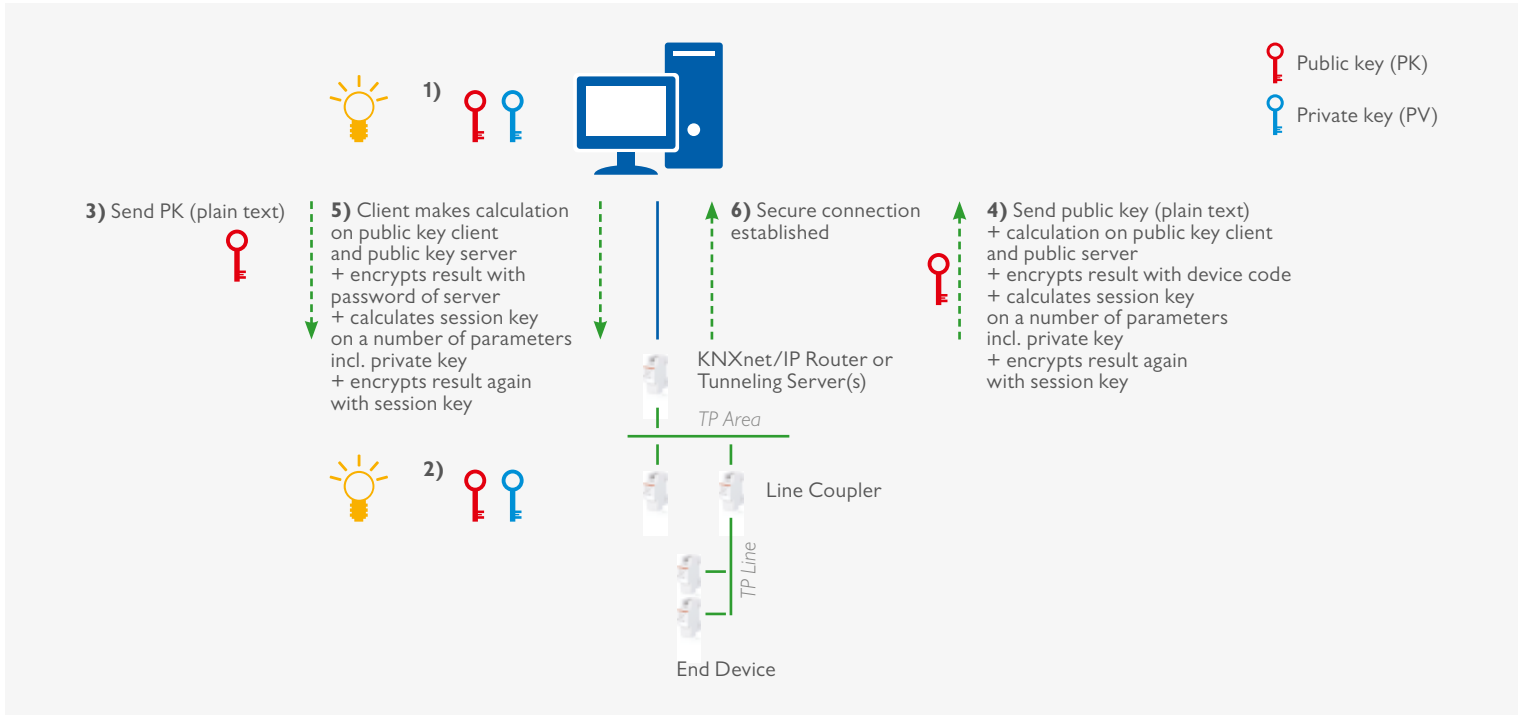 Public key (PK)
Private key (PV)
1)
3) Send PK (plain text)
5) Client makes calculation
on public key client
and public key server
+ encrypts result with
password of server
+ calculates session key
on a number of parameters
incl. private key
+ encrypts result again
with session key
6) Secure connection
established
4) Send public key (plain text)
+ calculation on public key client
and public server
+ encrypts result with device code
+ calculates session key
on a number of parameters
incl. private key
+ encrypts result again
with session key
KNXnet/IP Router or
Tunneling Server(s)
TP Area
2)
Line Coupler
TP Line
End Device